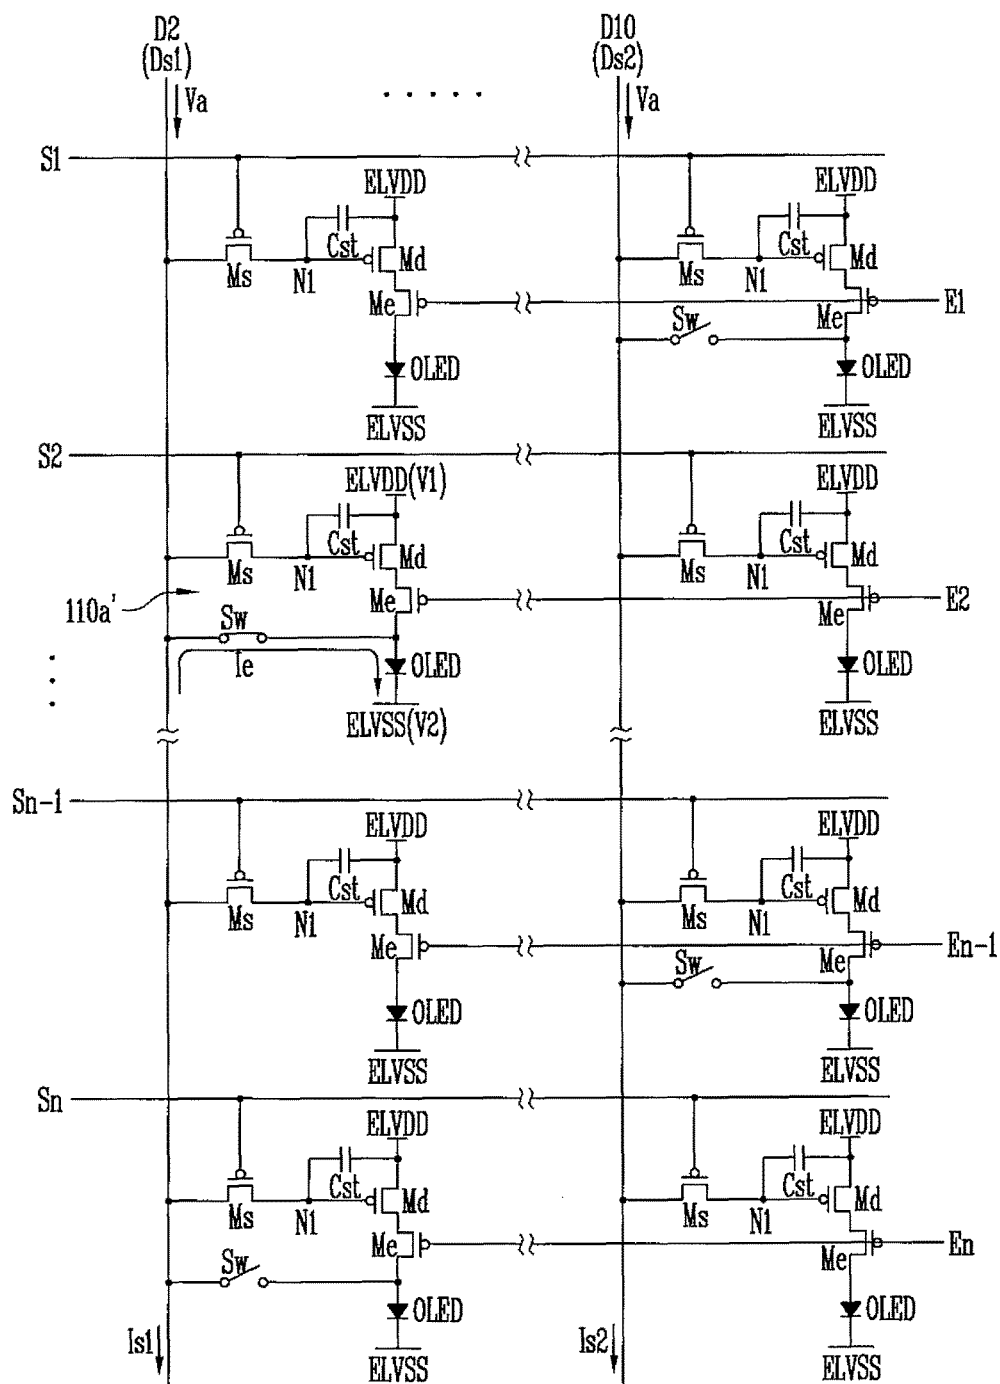 D2 D10
(Ds1) (Ds2)
Va Va
. . . . .
S1
ELVDD ELVDD
Cst Cst
Ms N1 Md Ms N1 Md
Me Me E1
Sw
OLED OLED
ELVSS ELVSS
S2
ELVDD(V1) ELVDD
Cst Cst
Ms N1 Md Ms N1 Md
110a' Me Me E2
Sw
Ie OLED OLED
ELVSS(V2) ELVSS
Sn-1
ELVDD ELVDD
Cst Cst
Ms N1 Md Ms N1 Md
Me Me En-1
Sw
OLED OLED
ELVSS ELVSS
Sn
ELVDD ELVDD
Cst Cst
Ms N1 Md Ms N1 Md
Me Me En
Sw
OLED OLED
Is1 Is2
ELVSS ELVSS